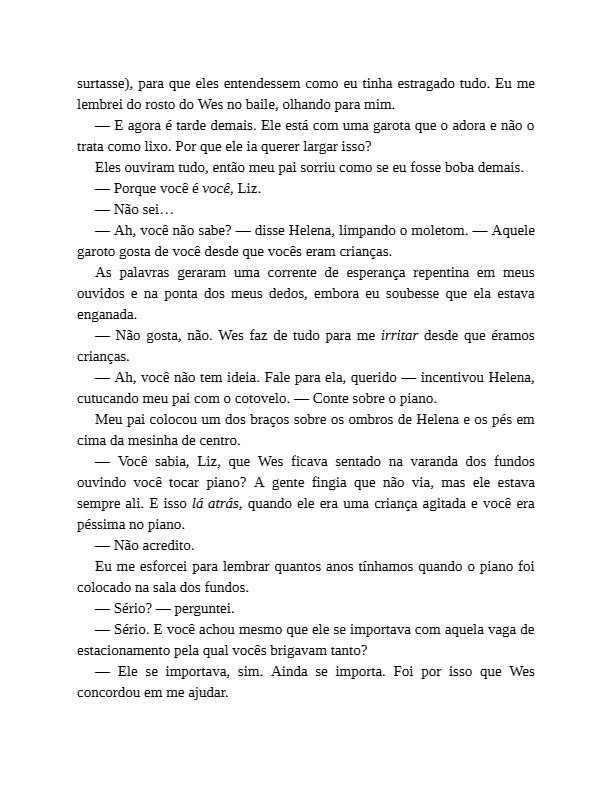 surtasse), para que eles entendessem como eu tinha estragado tudo. Eu me
lembrei do rosto do Wes no baile, olhando para mim.
— E agora é tarde demais. Ele está com uma garota que o adora e não o
trata como lixo. Por que ele ia querer largar isso?
Eles ouviram tudo, então meu pai sorriu como se eu fosse boba demais.
— Porque você é você, Liz.
— Não sei…
— Ah, você não sabe? — disse Helena, limpando o moletom. — Aquele
garoto gosta de você desde que vocês eram crianças.
As palavras geraram uma corrente de esperança repentina em meus
ouvidos e na ponta dos meus dedos, embora eu soubesse que ela estava
enganada.
— Não gosta, não. Wes faz de tudo para me irritar desde que éramos
crianças.
— Ah, você não tem ideia. Fale para ela, querido — incentivou Helena,
cutucando meu pai com o cotovelo. — Conte sobre o piano.
Meu pai colocou um dos braços sobre os ombros de Helena e os pés em
cima da mesinha de centro.
— Você sabia, Liz, que Wes ficava sentado na varanda dos fundos
ouvindo você tocar piano? A gente fingia que não via, mas ele estava
sempre ali. E isso lá atrás, quando ele era uma criança agitada e você era
péssima no piano.
— Não acredito.
Eu me esforcei para lembrar quantos anos tínhamos quando o piano foi
colocado na sala dos fundos.
— Sério? — perguntei.
— Sério. E você achou mesmo que ele se importava com aquela vaga de
estacionamento pela qual vocês brigavam tanto?
— Ele se importava, sim. Ainda se importa. Foi por isso que Wes
concordou em me ajudar.